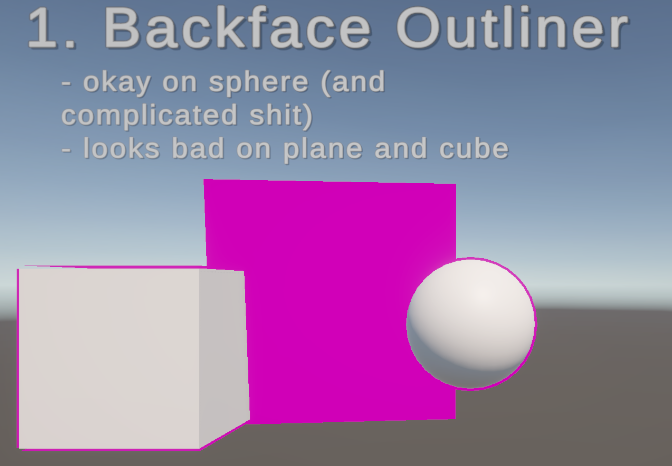 1. Backface Outliner
- okay on sphere (and
complicated shit)
- looks bad on plane and cube